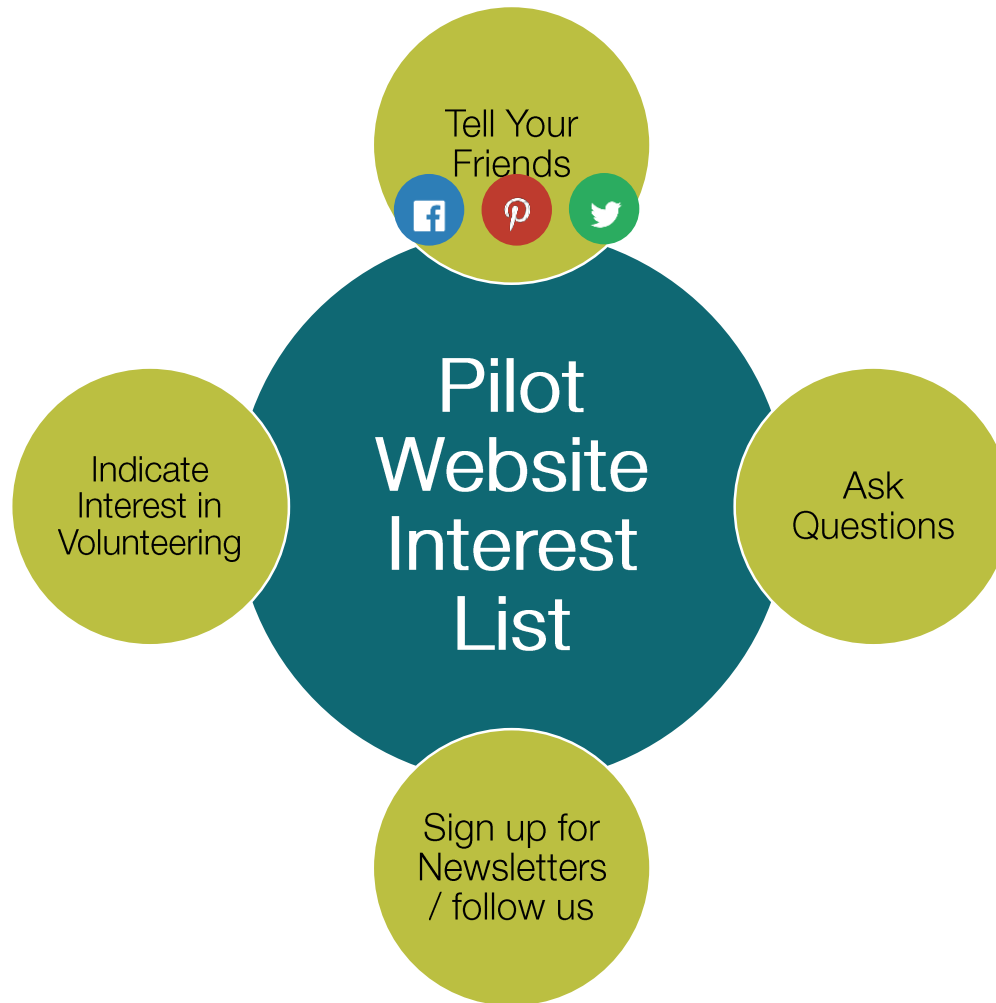 Tell Your
Friends
Pilot
Website
Interest
List
Indicate
Interest in
Volunteering
Ask
Questions
Sign up for
Newsletters
/ follow us